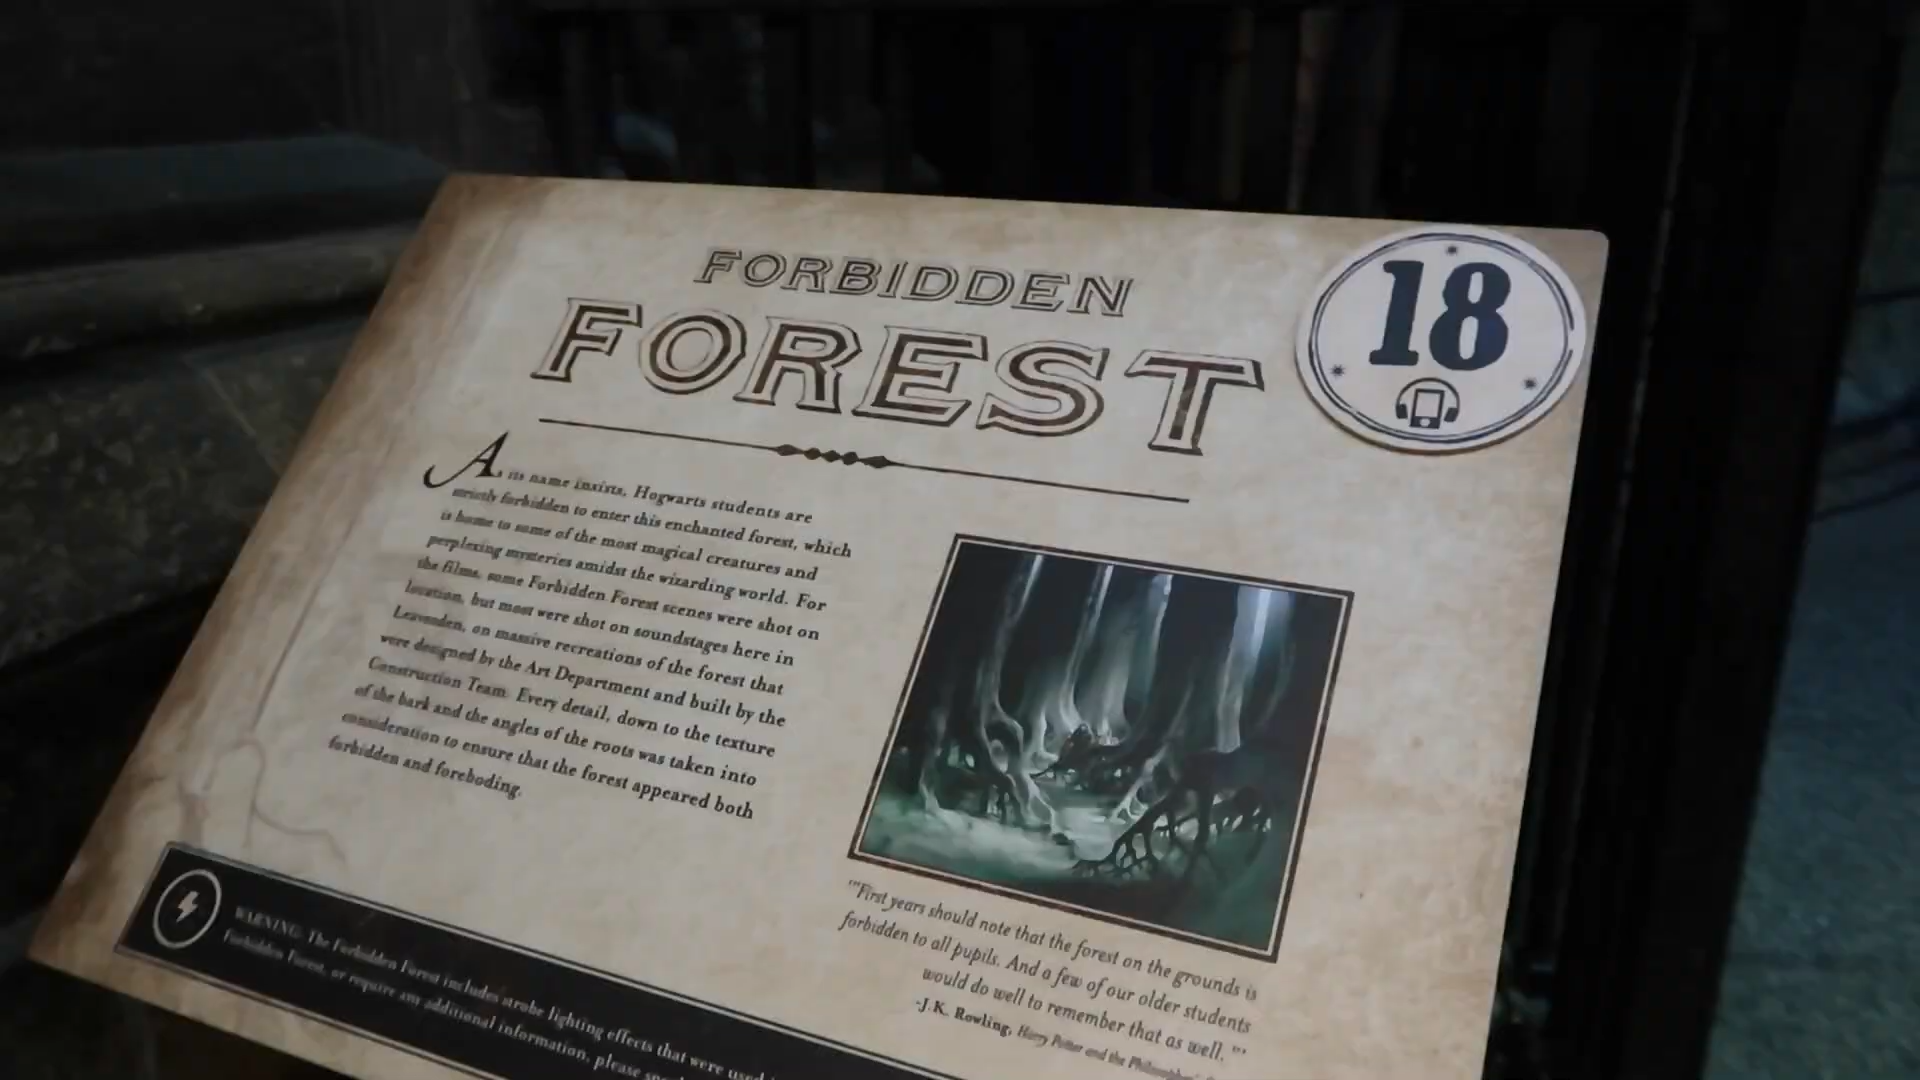 FORBIDDEN
FOREST
18
As its name insists, Hogwarts students are
strictly forbidden to enter this enchanted forest, which
is home to some of the most magical creatures and
perplexing mysteries amidst the wizarding world. For
the films, some Forbidden Forest scenes were shot on
location, but most were shot on soundstages here in
Leavesden, on massive recreations of the forest that
were designed by the Art Department and built by the
Construction Team. Every detail, down to the texture
of the bark and the angles of the roots was taken into
consideration to ensure that the forest appeared both
forbidden and foreboding.
"'First years should note that the forest on the grounds is
forbidden to all pupils. And a few of our older students
would do well to remember that as well.'"
-J.K. Rowling, Harry Potter and the
WARNING: The Forbidden Forest includes strobe lighting effects that were used
Forbidden Forest, or require any additional information, please